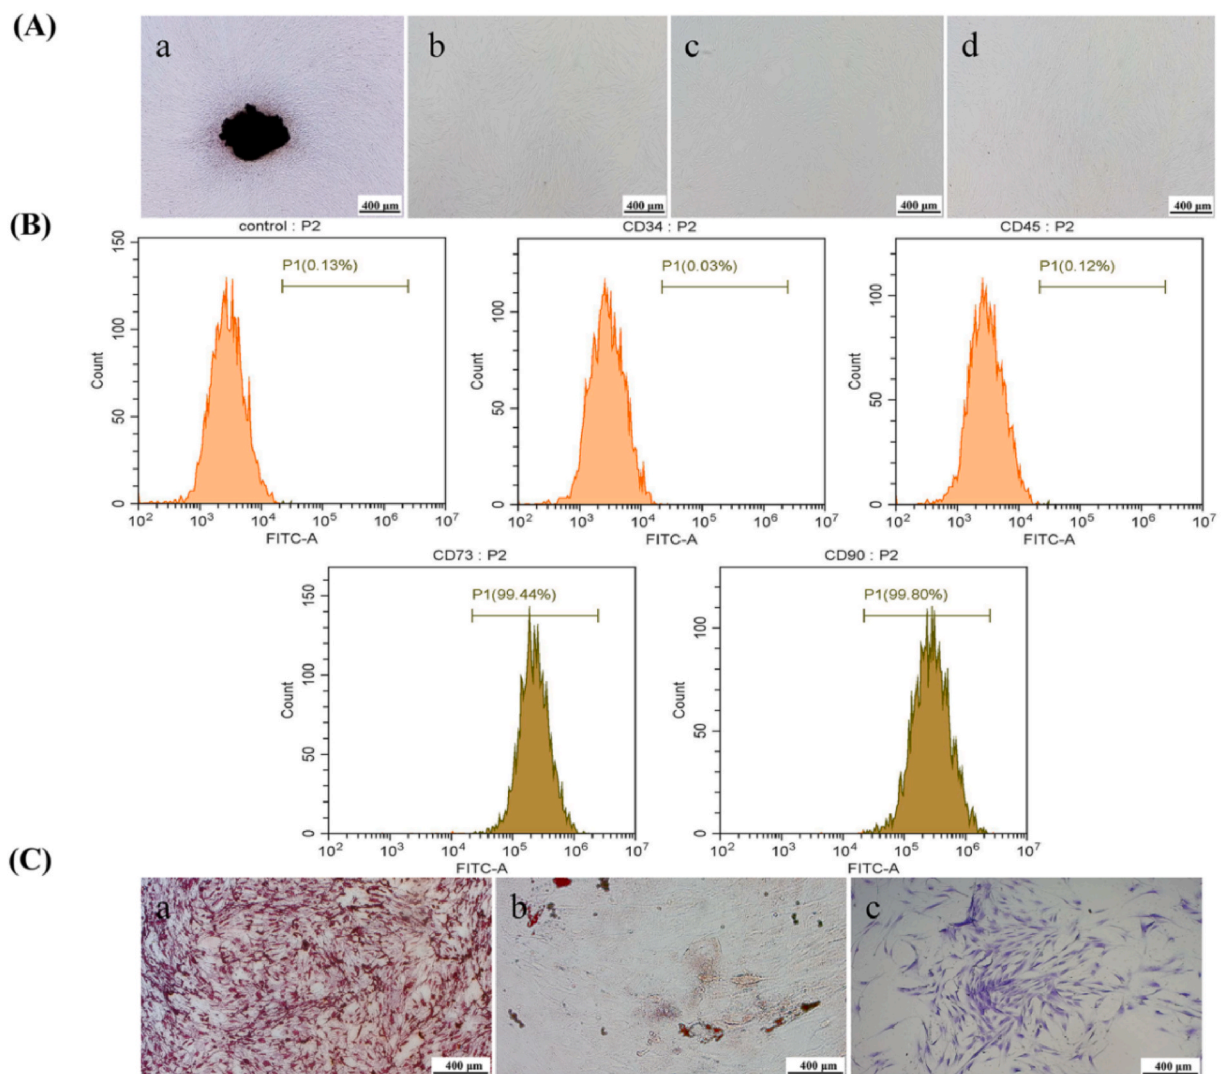 (A)
a
b
c
d
400 µm
400 µm
400 µm
400 µm
(B)
control : P2
CD34 : P2
CD45 : P2
P1(0.13%)
P1(0.03%)
P1(0.12%)
Count
150
100
50
0
10² 10³ 10⁴ 10⁵ 10⁶ 10⁷
FITC-A
Count
100
50
0
10² 10³ 10⁴ 10⁵ 10⁶ 10⁷
FITC-A
Count
100
50
0
10² 10³ 10⁴ 10⁵ 10⁶ 10⁷
FITC-A
CD73 : P2
CD90 : P2
P1(99.44%)
P1(99.80%)
Count
150
100
50
0
10² 10³ 10⁴ 10⁵ 10⁶ 10⁷
FITC-A
Count
100
50
0
10² 10³ 10⁴ 10⁵ 10⁶ 10⁷
FITC-A
(C)
a
b
c
400 µm
400 µm
400 µm